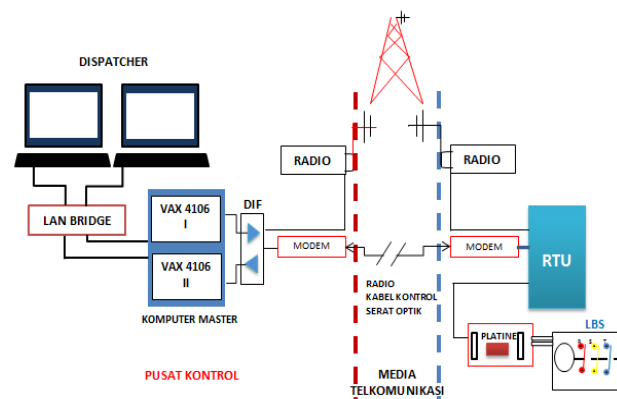 DISPATCHER
RADIO
RADIO
LAN BRIDGE
VAX 4106
I
VAX 4106
II
DIF
MODEM
MODEM
RTU
KOMPUTER MASTER
RADIO
KABEL KONTROL
SERAT OPTIK
PLATINE
LBS
PUSAT KONTROL
MEDIA
TELKOMUNIKASI